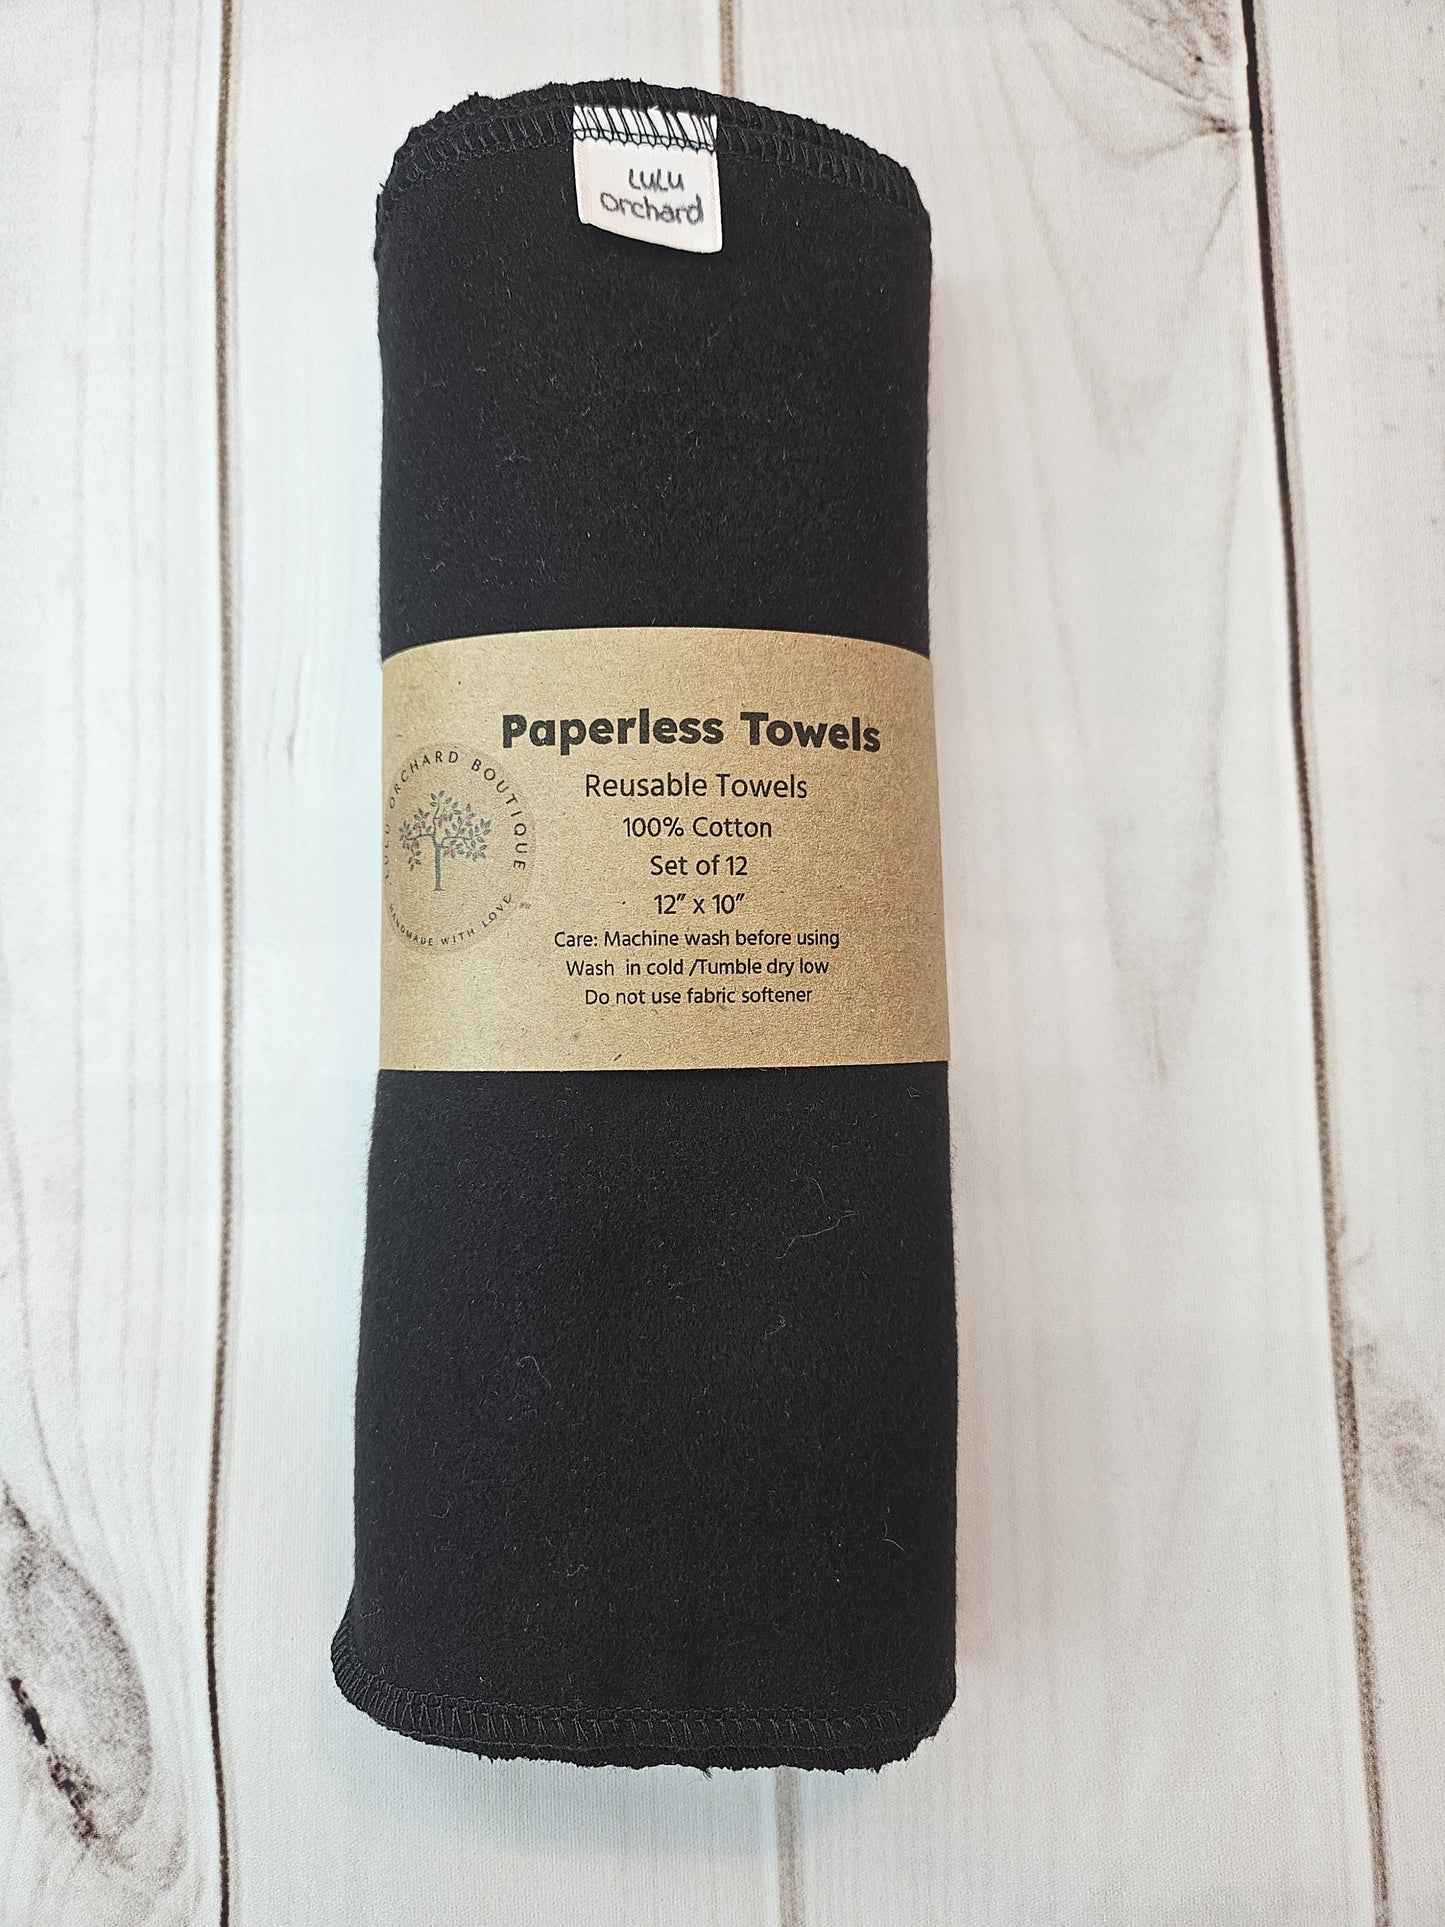 LULU
Orchard
Paperless Towels
Reusable Towels
100% Cotton
Set of 12
12” x 10”
Care: Machine wash before using
Wash in cold /Tumble dry low
Do not use fabric softener
LULU ORCHARD BOUTIQUE
HANDMADE WITH LOVE